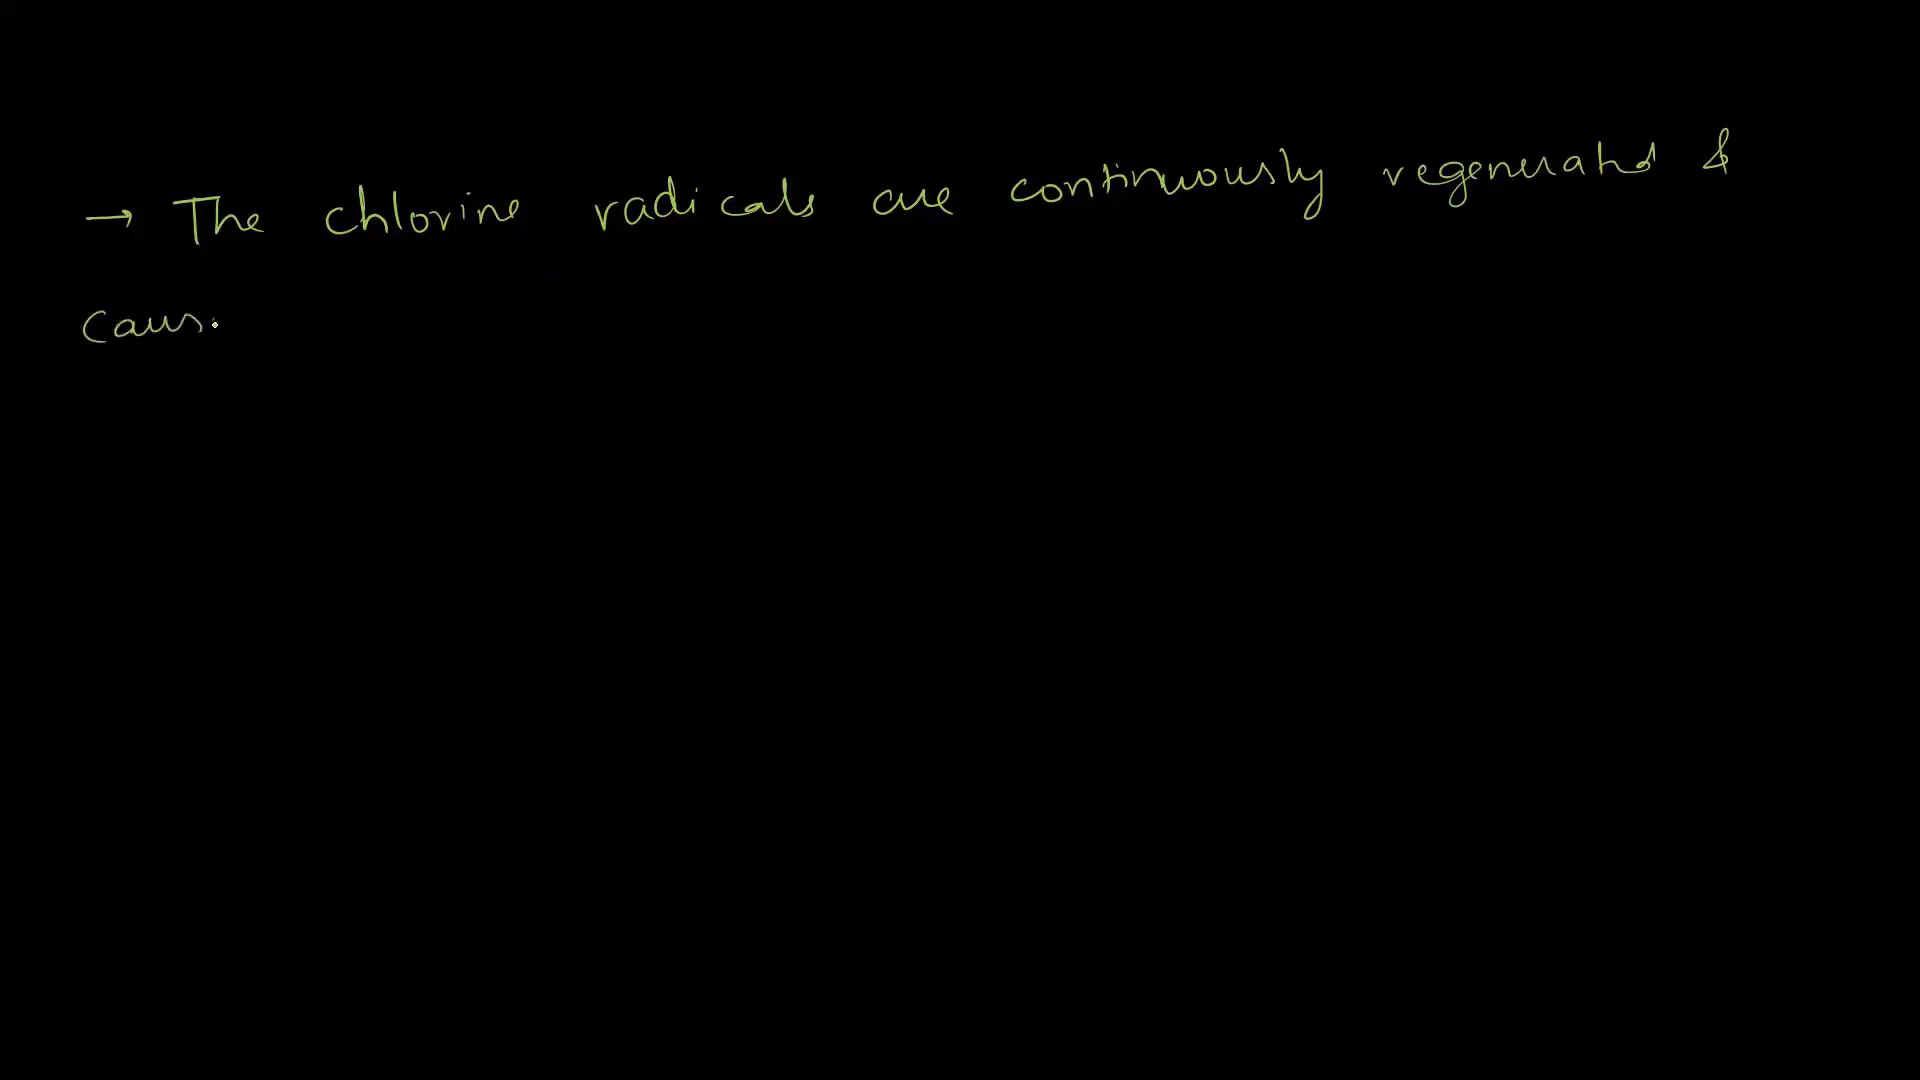 → The chlorine radicals are continuously regenerated &
caus